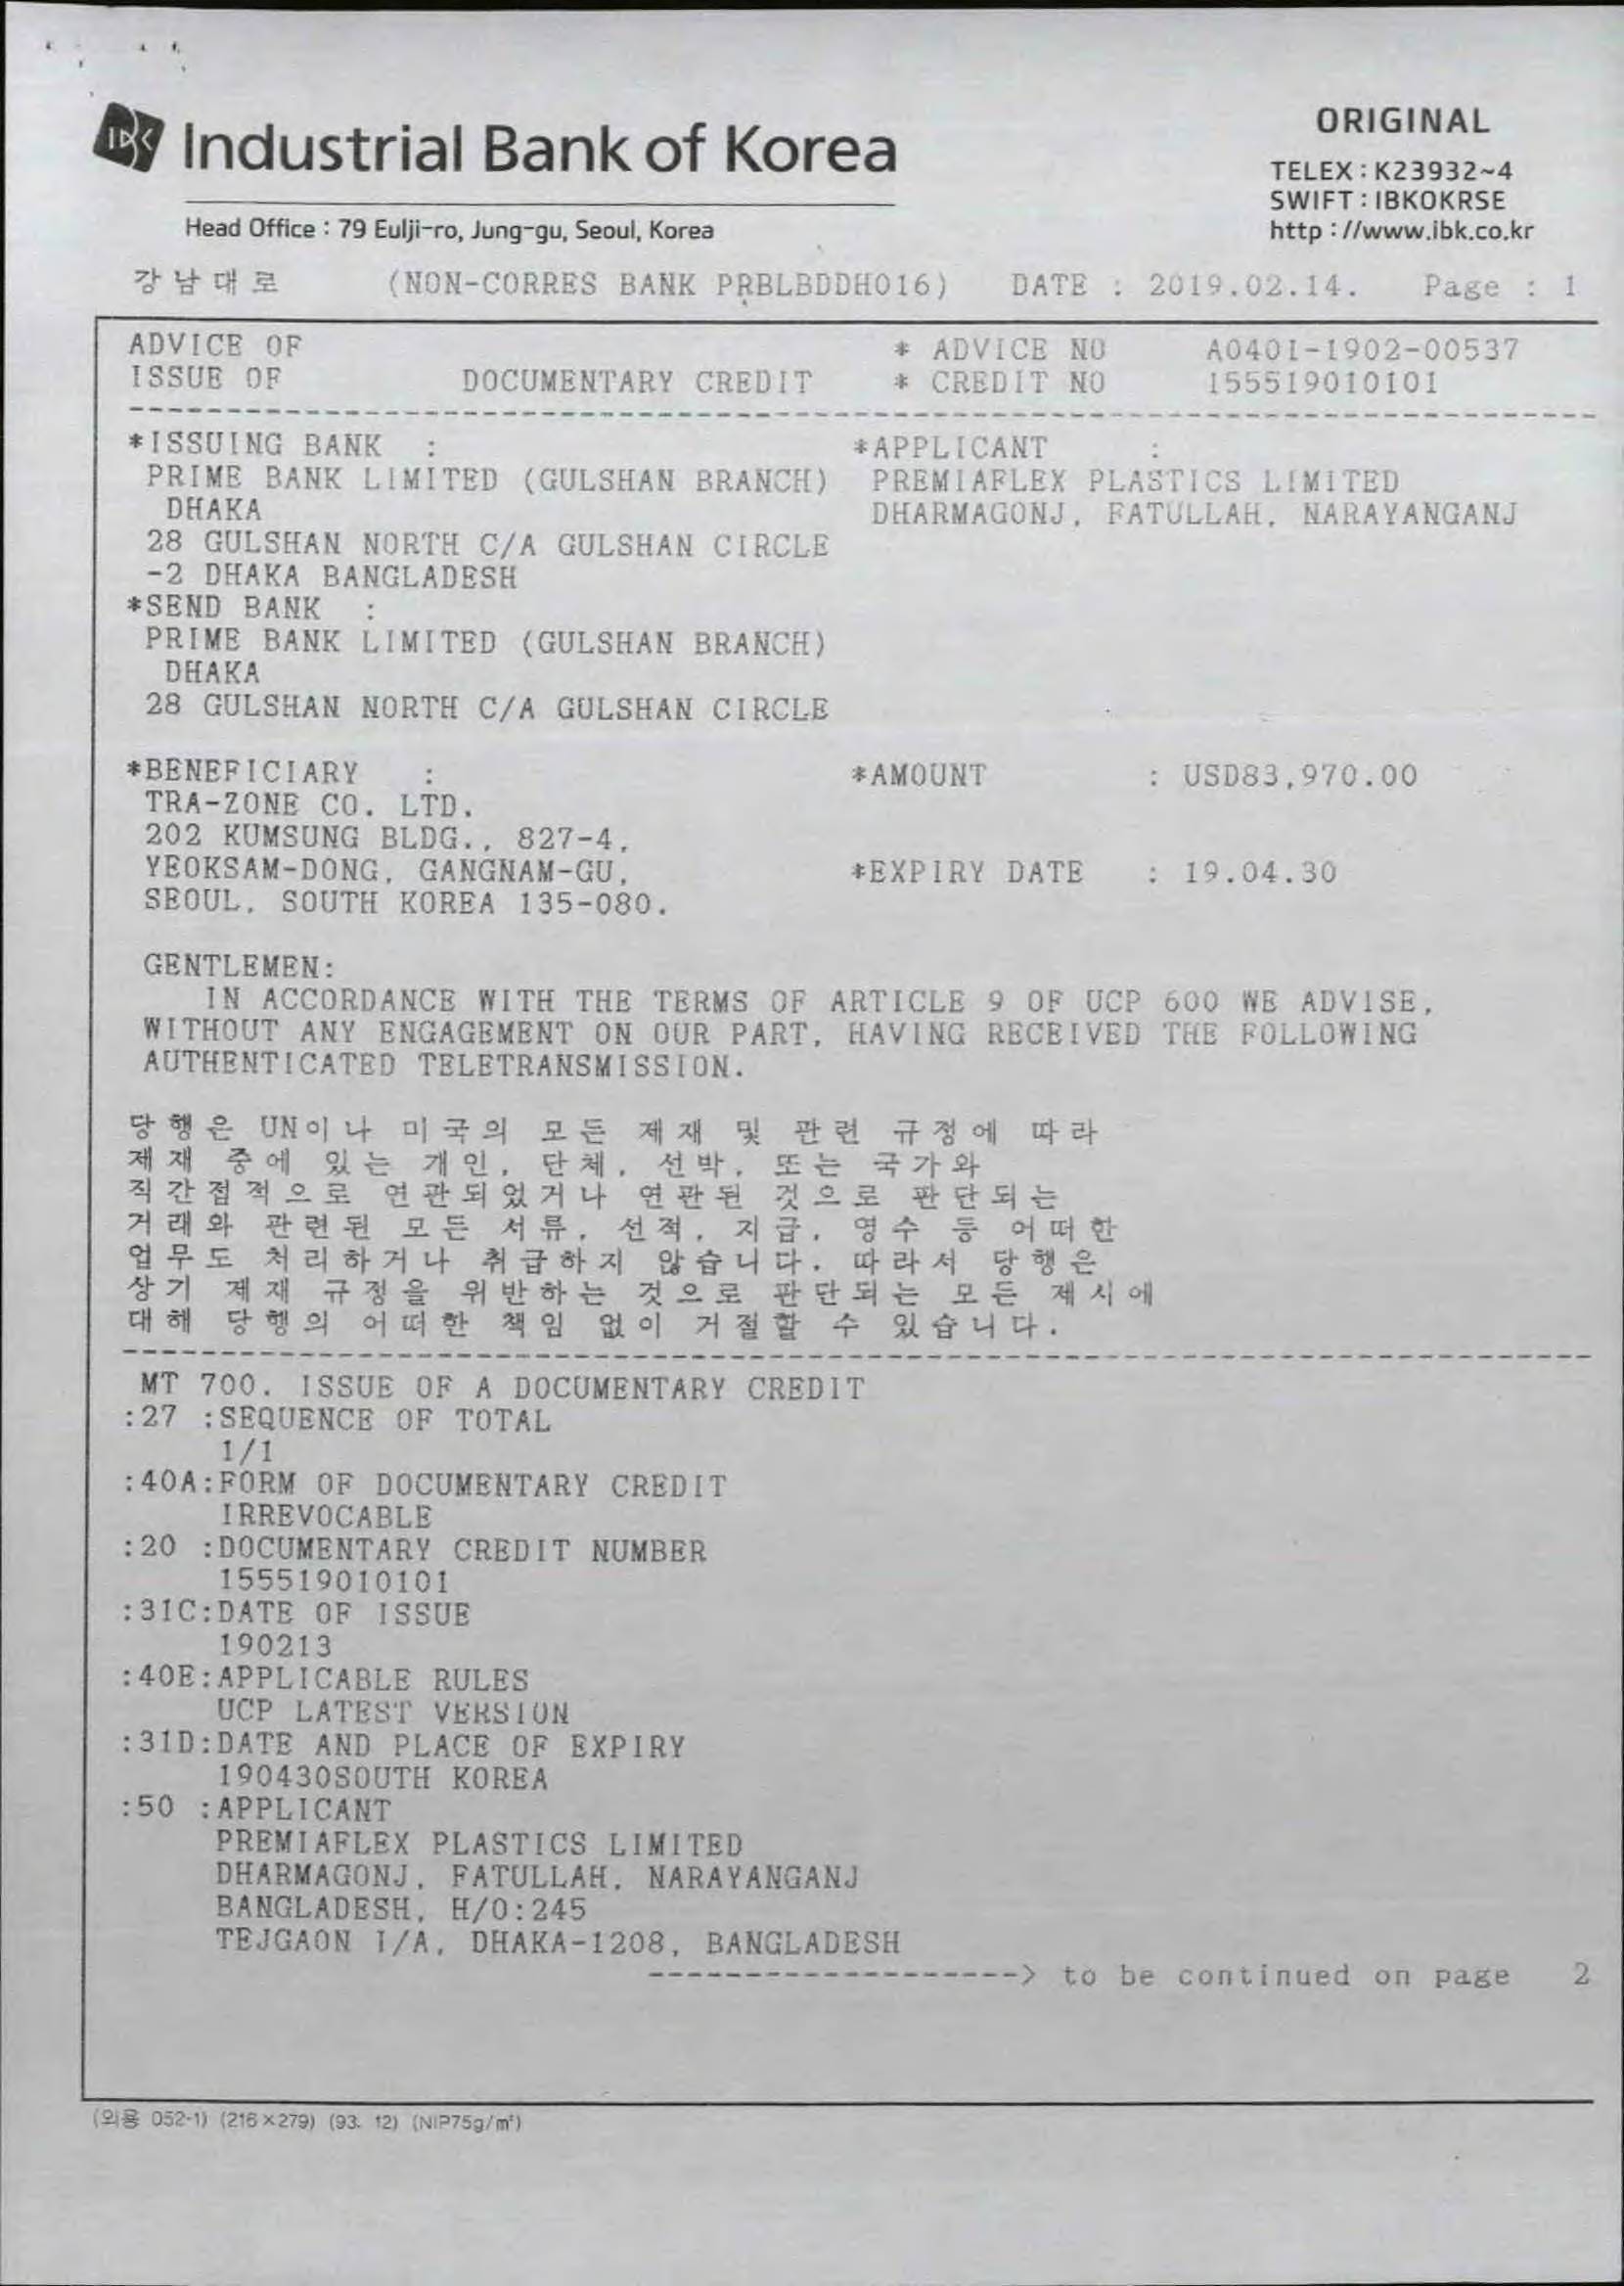 IBK Industrial Bank of Korea
ORIGINAL
TELEX : K23932~4
SWIFT : IBKOKRSE
Head Office : 79 Eulji-ro, Jung-gu, Seoul, Korea
http : //www.ibk.co.kr
강남대로 (NON-CORRES BANK PRBLBDDH016) DATE : 2019.02.14. Page : 1
ADVICE OF * ADVICE NO A0401-1902-00537
ISSUE OF DOCUMENTARY CREDIT * CREDIT NO 155519010101
*ISSUING BANK : *APPLICANT :
PRIME BANK LIMITED (GULSHAN BRANCH) PREMIAFLEX PLASTICS LIMITED
DHAKA DHARMAGONJ, FATULLAH, NARAYANGANJ
28 GULSHAN NORTH C/A GULSHAN CIRCLE
-2 DHAKA BANGLADESH
*SEND BANK :
PRIME BANK LIMITED (GULSHAN BRANCH)
DHAKA
28 GULSHAN NORTH C/A GULSHAN CIRCLE
*BENEFICIARY : *AMOUNT : USD83,970.00
TRA-ZONE CO. LTD.
202 KUMSUNG BLDG., 827-4,
YEOKSAM-DONG, GANGNAM-GU, *EXPIRY DATE : 19.04.30
SEOUL, SOUTH KOREA 135-080.
GENTLEMEN:
IN ACCORDANCE WITH THE TERMS OF ARTICLE 9 OF UCP 600 WE ADVISE,
WITHOUT ANY ENGAGEMENT ON OUR PART, HAVING RECEIVED THE FOLLOWING
AUTHENTICATED TELETRANSMISSION.
당행은 UN이나 미국의 모든 제재 및 관련 규정에 따라
제재 중에 있는 개인, 단체, 선박, 또는 국가와
직간접적으로 연관되었거나 연관된 것으로 판단되는
거래와 관련된 모든 서류, 선적, 지급, 영수 등 어떠한
업무도 처리하거나 취급하지 않습니다. 따라서 당행은
상기 제재 규정을 위반하는 것으로 판단되는 모든 제시에
대해 당행의 어떠한 책임 없이 거절할 수 있습니다.
MT 700. ISSUE OF A DOCUMENTARY CREDIT
:27 :SEQUENCE OF TOTAL
1/1
:40A:FORM OF DOCUMENTARY CREDIT
IRREVOCABLE
:20 :DOCUMENTARY CREDIT NUMBER
155519010101
:31C:DATE OF ISSUE
190213
:40E:APPLICABLE RULES
UCP LATEST VERSION
:31D:DATE AND PLACE OF EXPIRY
190430SOUTH KOREA
:50 :APPLICANT
PREMIAFLEX PLASTICS LIMITED
DHARMAGONJ, FATULLAH, NARAYANGANJ
BANGLADESH, H/O:245
TEJGAON I/A, DHAKA-1208, BANGLADESH
-------------------> to be continued on page 2
(외용 052-1) (216×279) (93. 12) (NIP75g/㎡)